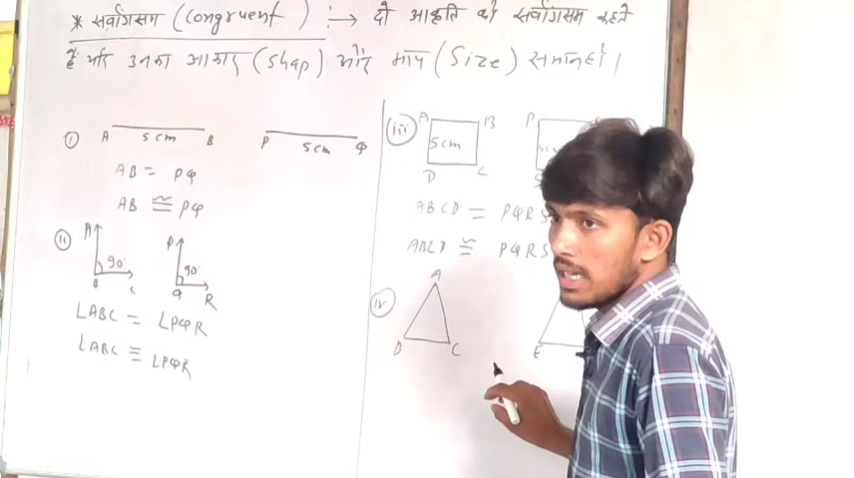 * सर्वांगसम (Congruent) :→ दो आकृति को सर्वांगसम कहते
हैं यदि उनका आकार (Shap) और माप (Size) समान हो।
(i) A 5cm B P 5cm Q
AB = PQ
AB ≅ PQ
(ii) A 90° B C P 90° Q R
∠ABC = ∠PQR
∠ABC ≅ ∠PQR
(iii) A B 5cm D C P
ABCD = PQRS
ABCD ≅ PQRS
(iv) A B C E